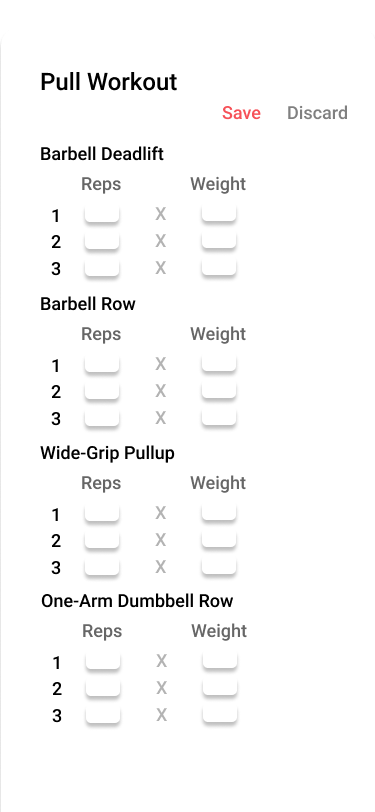 Pull Workout
Save Discard
Barbell Deadlift
Reps Weight
1 X
2 X
3 X
Barbell Row
Reps Weight
1 X
2 X
3 X
Wide-Grip Pullup
Reps Weight
1 X
2 X
3 X
One-Arm Dumbbell Row
Reps Weight
1 X
2 X
3 X